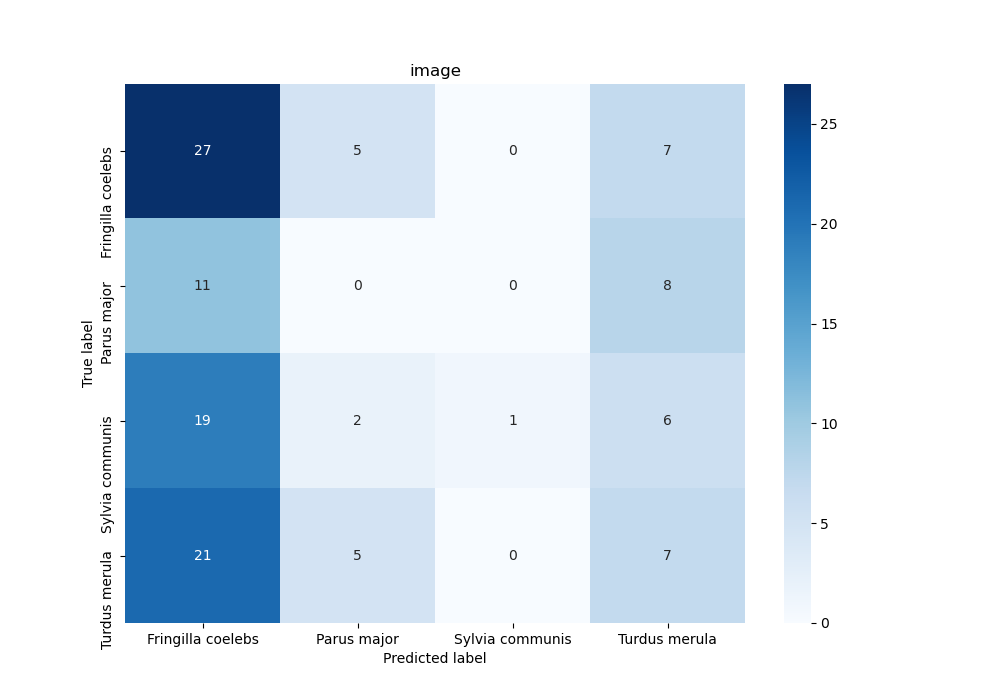 image
True label
Fringilla coelebs
27 5 0 7
Parus major
11 0 0 8
Sylvia communis
19 2 1 6
Turdus merula
21 5 0 7
Fringilla coelebs Parus major Sylvia communis Turdus merula
Predicted label
25
20
15
10
5
0